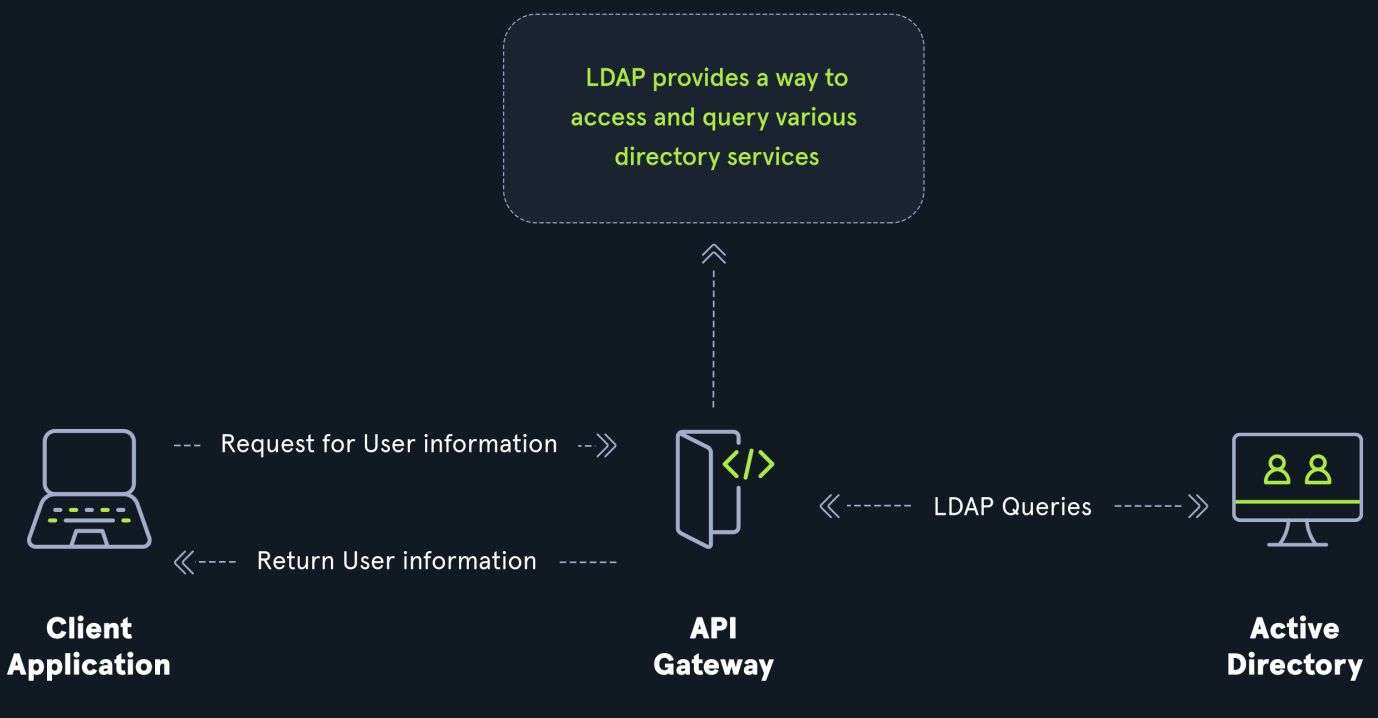 LDAP provides a way to
access and query various
directory services
Request for User information
</>
LDAP Queries
Return User information
Client
Application
API
Gateway
Active
Directory